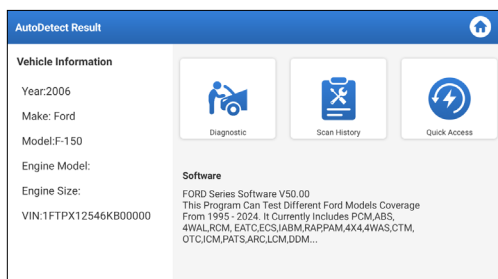 AutoDetect Result
Vehicle Information
Year:2006
Make: Ford
Model:F-150
Engine Model:
Engine Size:
VIN:1FTPX12546KB00000
Diagnostic
Scan History
Quick Access
Software
FORD Series Software V50.00
This Program Can Test Different Ford Models Coverage
From 1995 - 2024. It Currently Includes PCM,ABS,
4WAL,RCM, EATC,ECS,IABM,RAP,PAM,4X4,4WAS,CTM,
OTC,ICM,PATS,ARC,LCM,DDM...